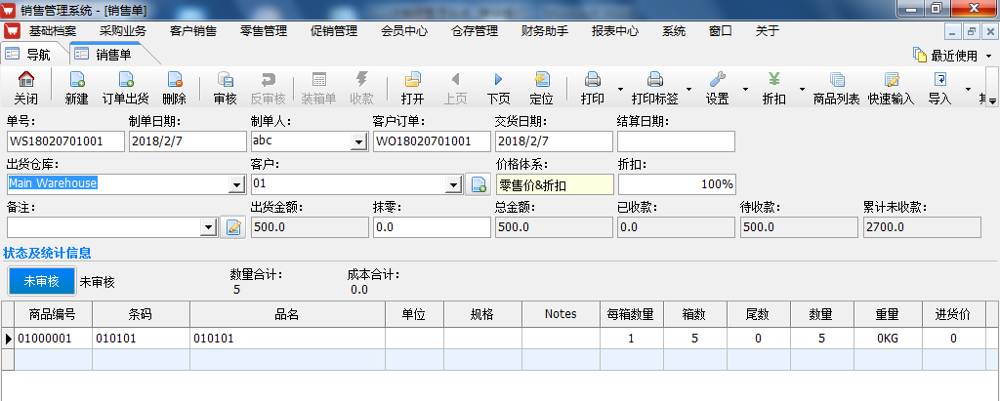 销售管理系统 - [销售单]
基础档案 采购业务 客户销售 零售管理 促销管理 会员中心 仓存管理 财务助手 报表中心 系统 窗口 关于
导航 销售单 最近使用
关闭 新建 订单出货 删除 审核 反审核 装箱单 收款 打开 上页 下页 定位 打印 打印标签 设置 折扣 商品列表 快速输入 导入
单号: 制单日期: 制单人: 客户订单: 交货日期: 结算日期:
WS18020701001 2018/2/7 abc WO18020701001 2018/2/7
出货仓库: 客户: 价格体系: 折扣:
Main Warehouse 01 零售价&折扣 100%
备注: 出货金额: 抹零: 总金额: 已收款: 待收款: 累计未收款:
500.0 0.0 500.0 0.0 500.0 2700.0
状态及统计信息
未审核 未审核 数量合计: 成本合计:
5 0.0
商品编号 条码 品名 单位 规格 Notes 每箱数量 箱数 尾数 数量 重量 进货价
01000001 010101 010101 1 5 0 5 0KG 0